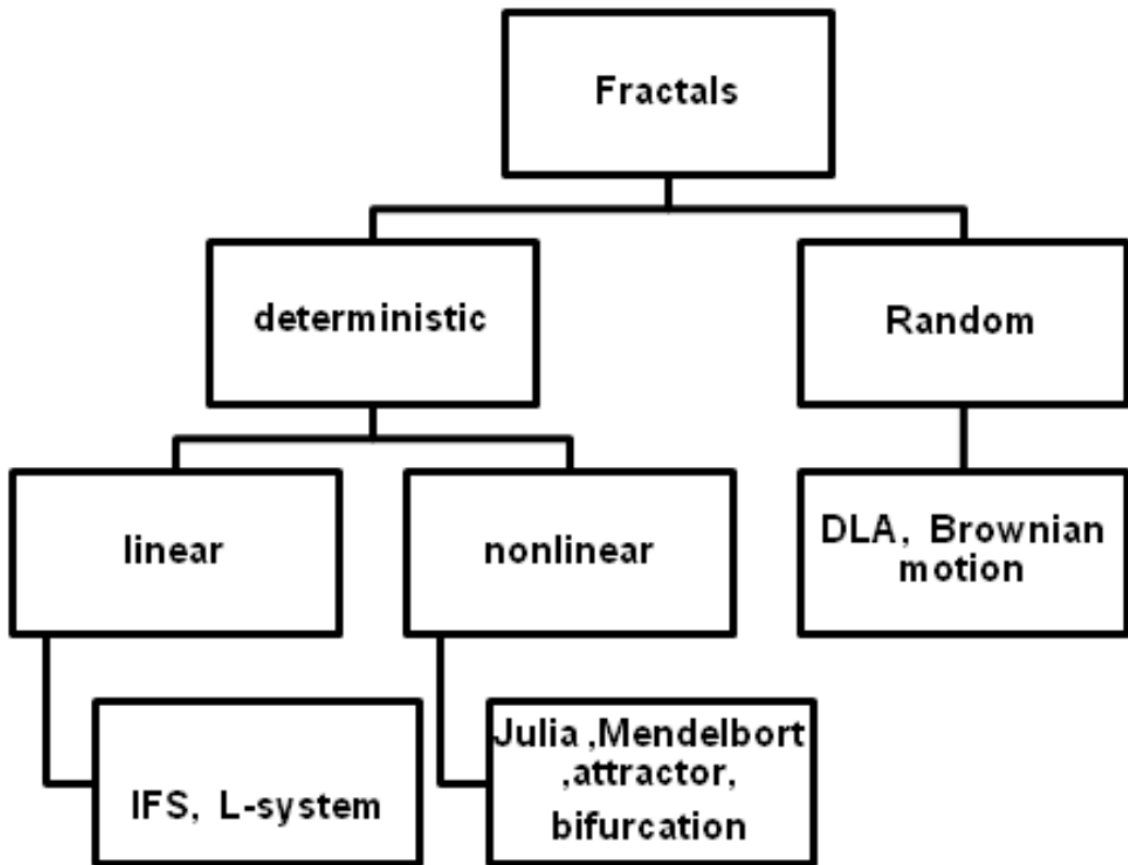 Fractals
deterministic
Random
linear
nonlinear
DLA, Brownian
motion
IFS, L-system
Julia ,Mendelbort
,attractor,
bifurcation